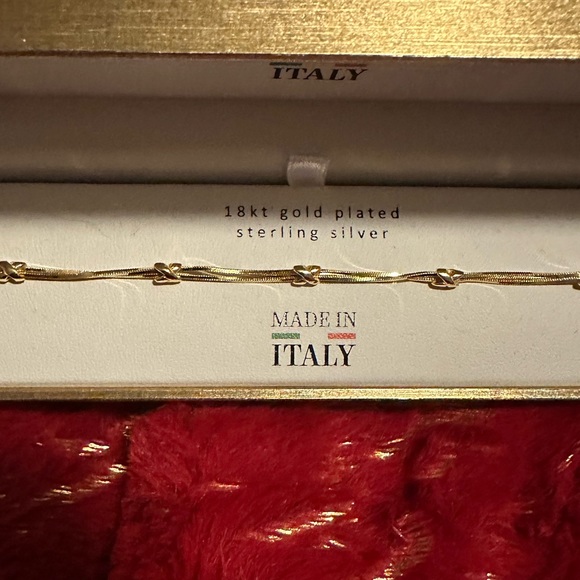 ITALY
18kt gold plated
sterling silver
MADE IN
ITALY